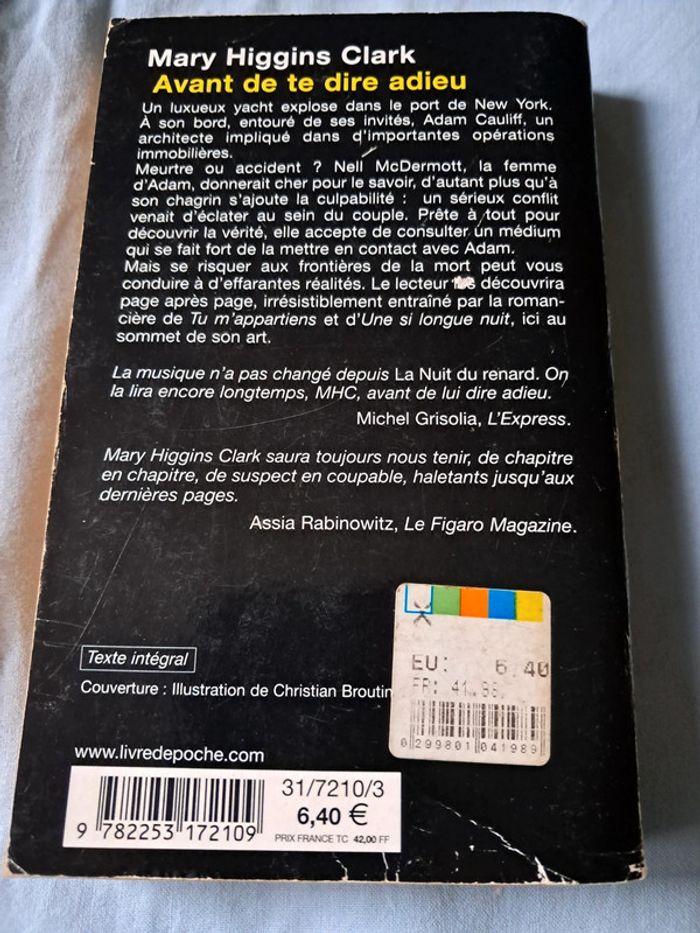 Mary Higgins Clark
Avant de te dire adieu
Un luxueux yacht explose dans le port de New York.
À son bord, entouré de ses invités, Adam Cauliff, un
architecte impliqué dans d'importantes opérations
immobilières.
Meurtre ou accident ? Nell McDermott, la femme
d'Adam, donnerait cher pour le savoir, d'autant plus qu'à
son chagrin s'ajoute la culpabilité : un sérieux conflit
venait d'éclater au sein du couple. Prête à tout pour
découvrir la vérité, elle accepte de consulter un médium
qui se fait fort de la mettre en contact avec Adam.
Mais se risquer aux frontières de la mort peut vous
conduire à d'effarantes réalités. Le lecteur découvrira
page après page, irrésistiblement entraîné par la roman-
cière de Tu m'appartiens et d'Une si longue nuit, ici au
sommet de son art.
La musique n'a pas changé depuis La Nuit du renard. On
la lira encore longtemps, MHC, avant de lui dire adieu.
Michel Grisolia, L'Express.
Mary Higgins Clark saura toujours nous tenir, de chapitre
en chapitre, de suspect en coupable, haletants jusqu'aux
dernières pages.
Assia Rabinowitz, Le Figaro Magazine.
Texte intégral
Couverture : Illustration de Christian Broutin
EU: 6.40
FR: 41.98
0 299801 041989
www.livredepoche.com
31/7210/3
6,40 €
PRIX FRANCE TC 42,00 FF
9 782253 172109